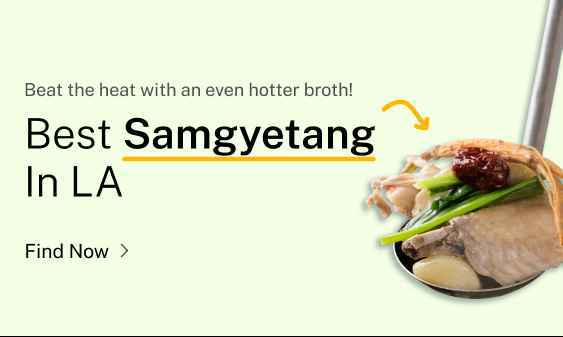 Beat the heat with an even hotter broth!
Best Samgyetang
In LA
Find Now